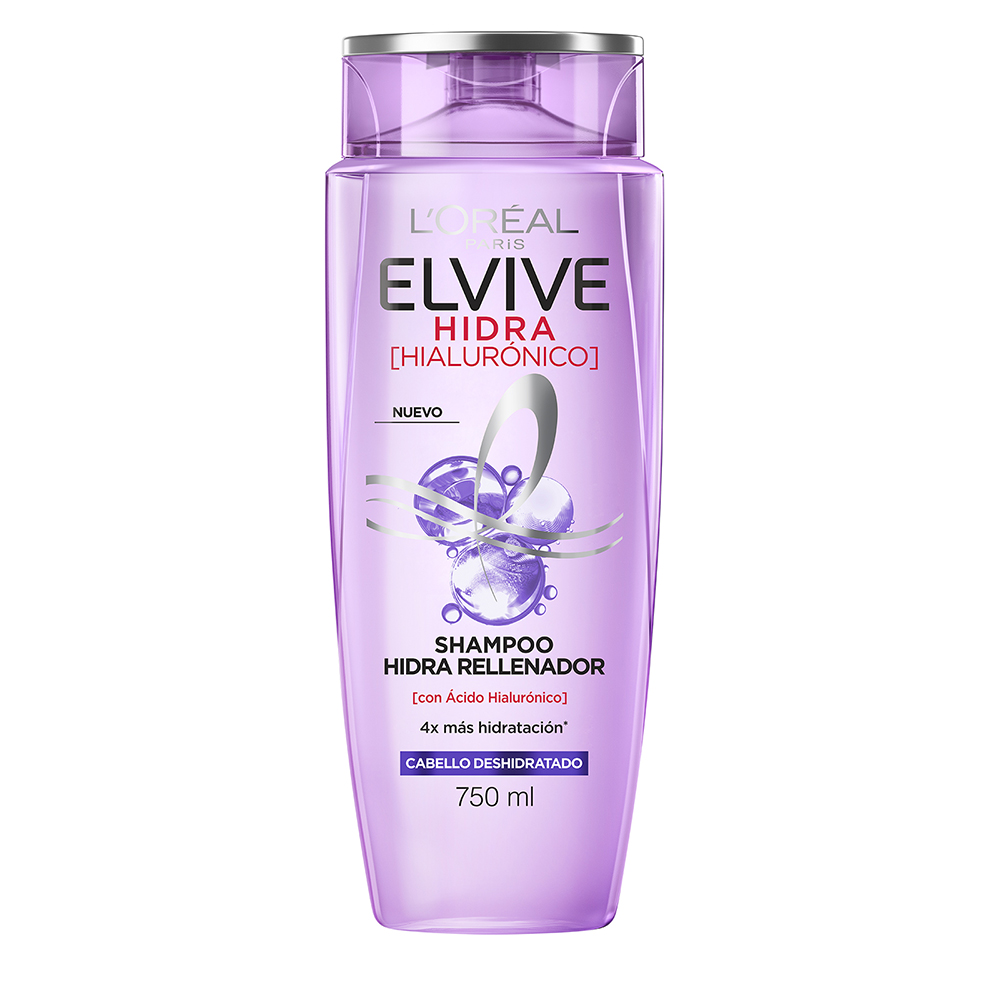 L'ORÉAL
PARiS
ELVIVE
HIDRA
[HIALURÓNICO]
NUEVO
SHAMPOO
HIDRA RELLENADOR
[con Ácido Hialurónico]
4x más hidratación*
CABELLO DESHIDRATADO
750 ml